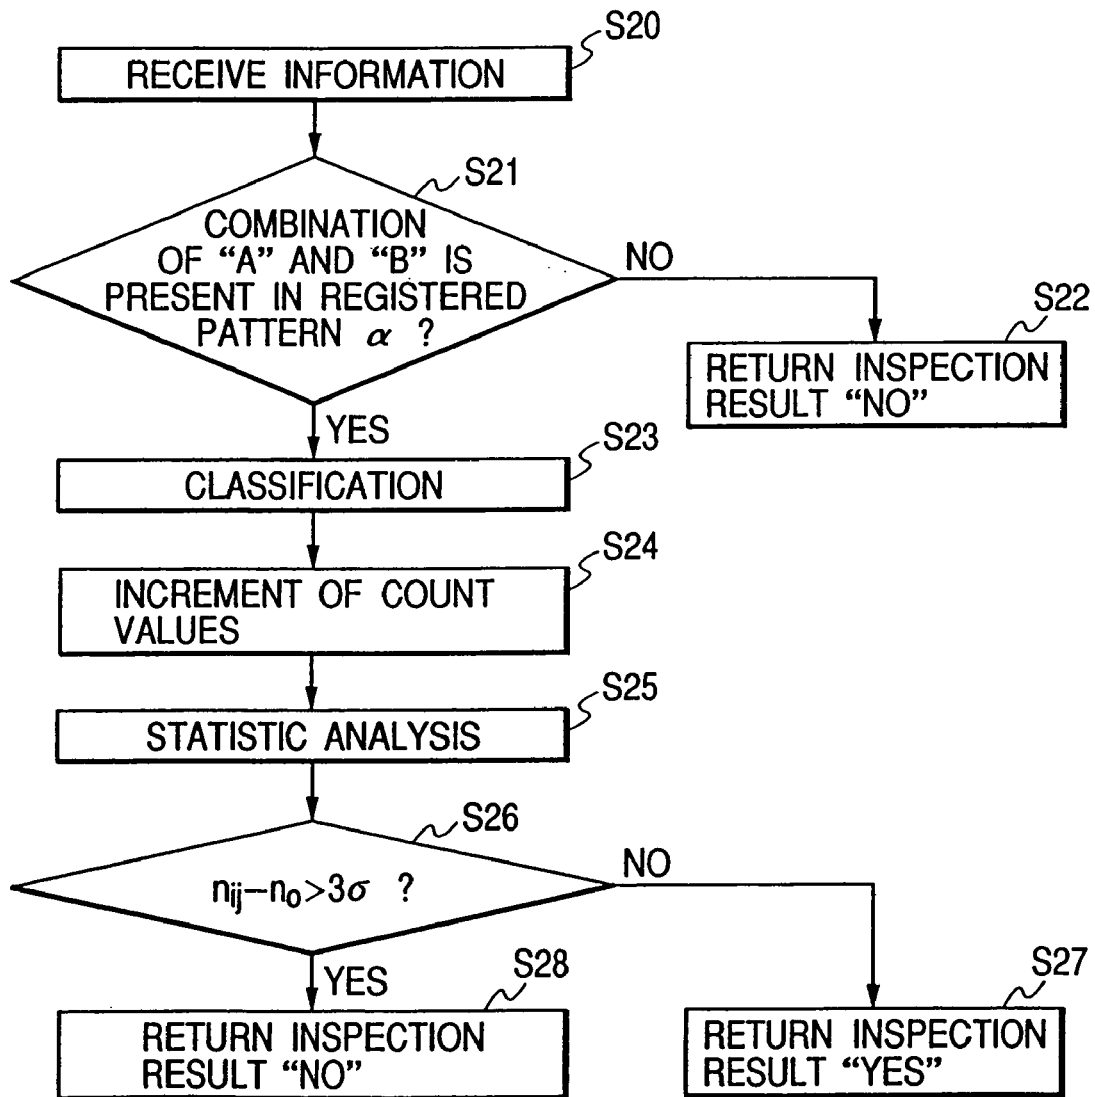 S20
RECEIVE INFORMATION
S21
COMBINATION
OF “A” AND “B” IS
PRESENT IN REGISTERED
PATTERN α ?
NO
S22
RETURN INSPECTION
RESULT “NO”
YES
S23
CLASSIFICATION
S24
INCREMENT OF COUNT
VALUES
S25
STATISTIC ANALYSIS
S26
nij−no>3σ ?
NO
YES
S28
RETURN INSPECTION
RESULT “NO”
S27
RETURN INSPECTION
RESULT “YES”